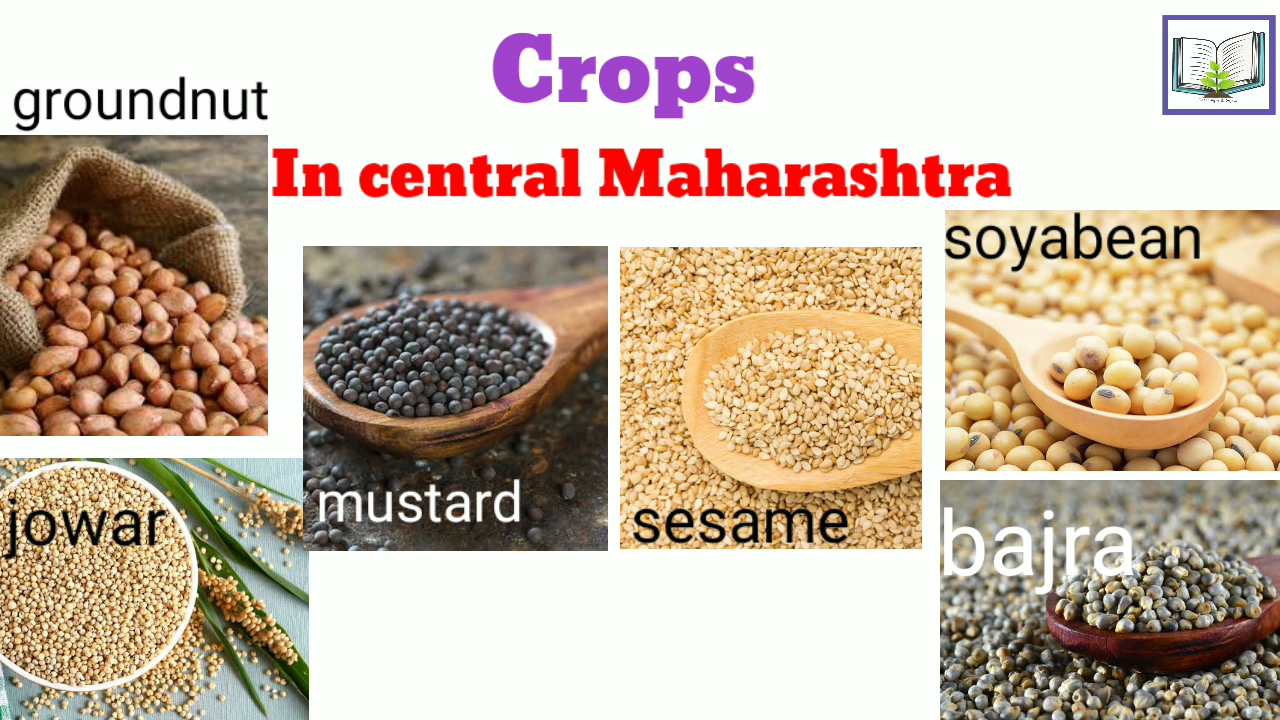 Crops
groundnut
In central Maharashtra
soyabean
mustard
sesame
jowar
bajra